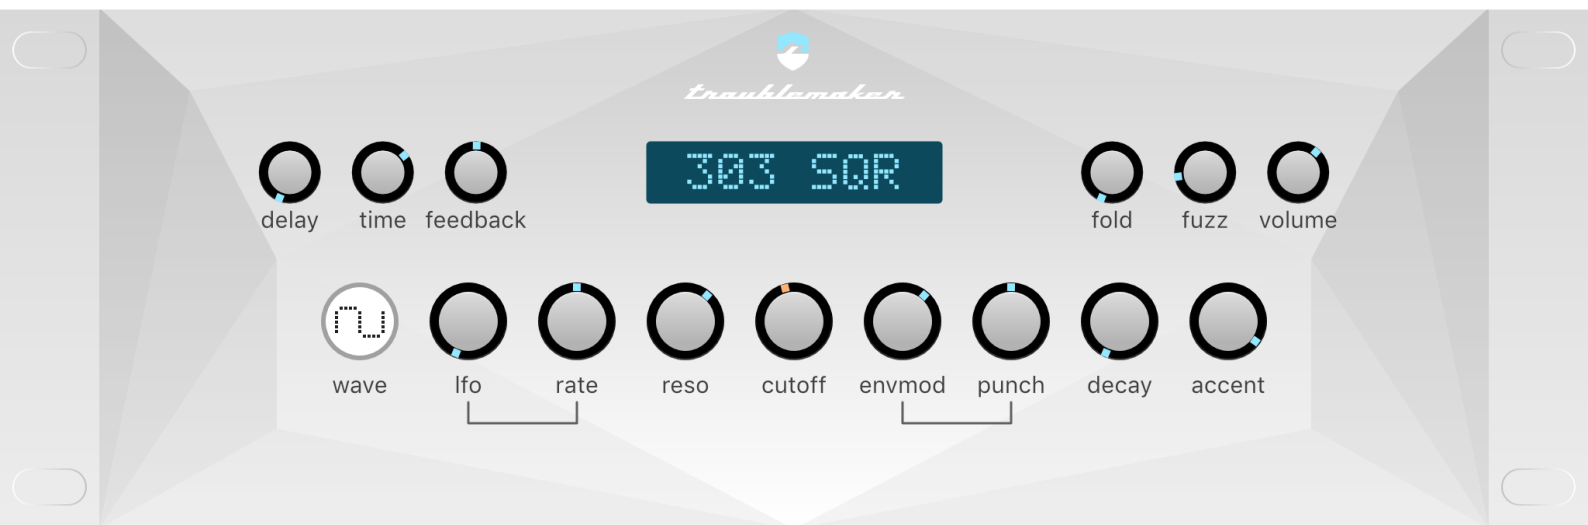 troublemaker
303 SQR
delay time feedback
fold fuzz volume
wave lfo rate reso cutoff envmod punch decay accent